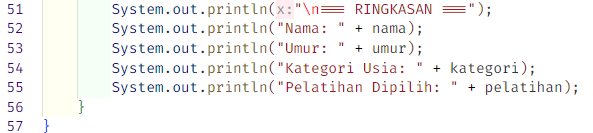 51 System.out.println(x:"\n=== RINGKASAN ===");
52 System.out.println("Nama: " + nama);
53 System.out.println("Umur: " + umur);
54 System.out.println("Kategori Usia: " + kategori);
55 System.out.println("Pelatihan Dipilih: " + pelatihan);
56 }
57 }